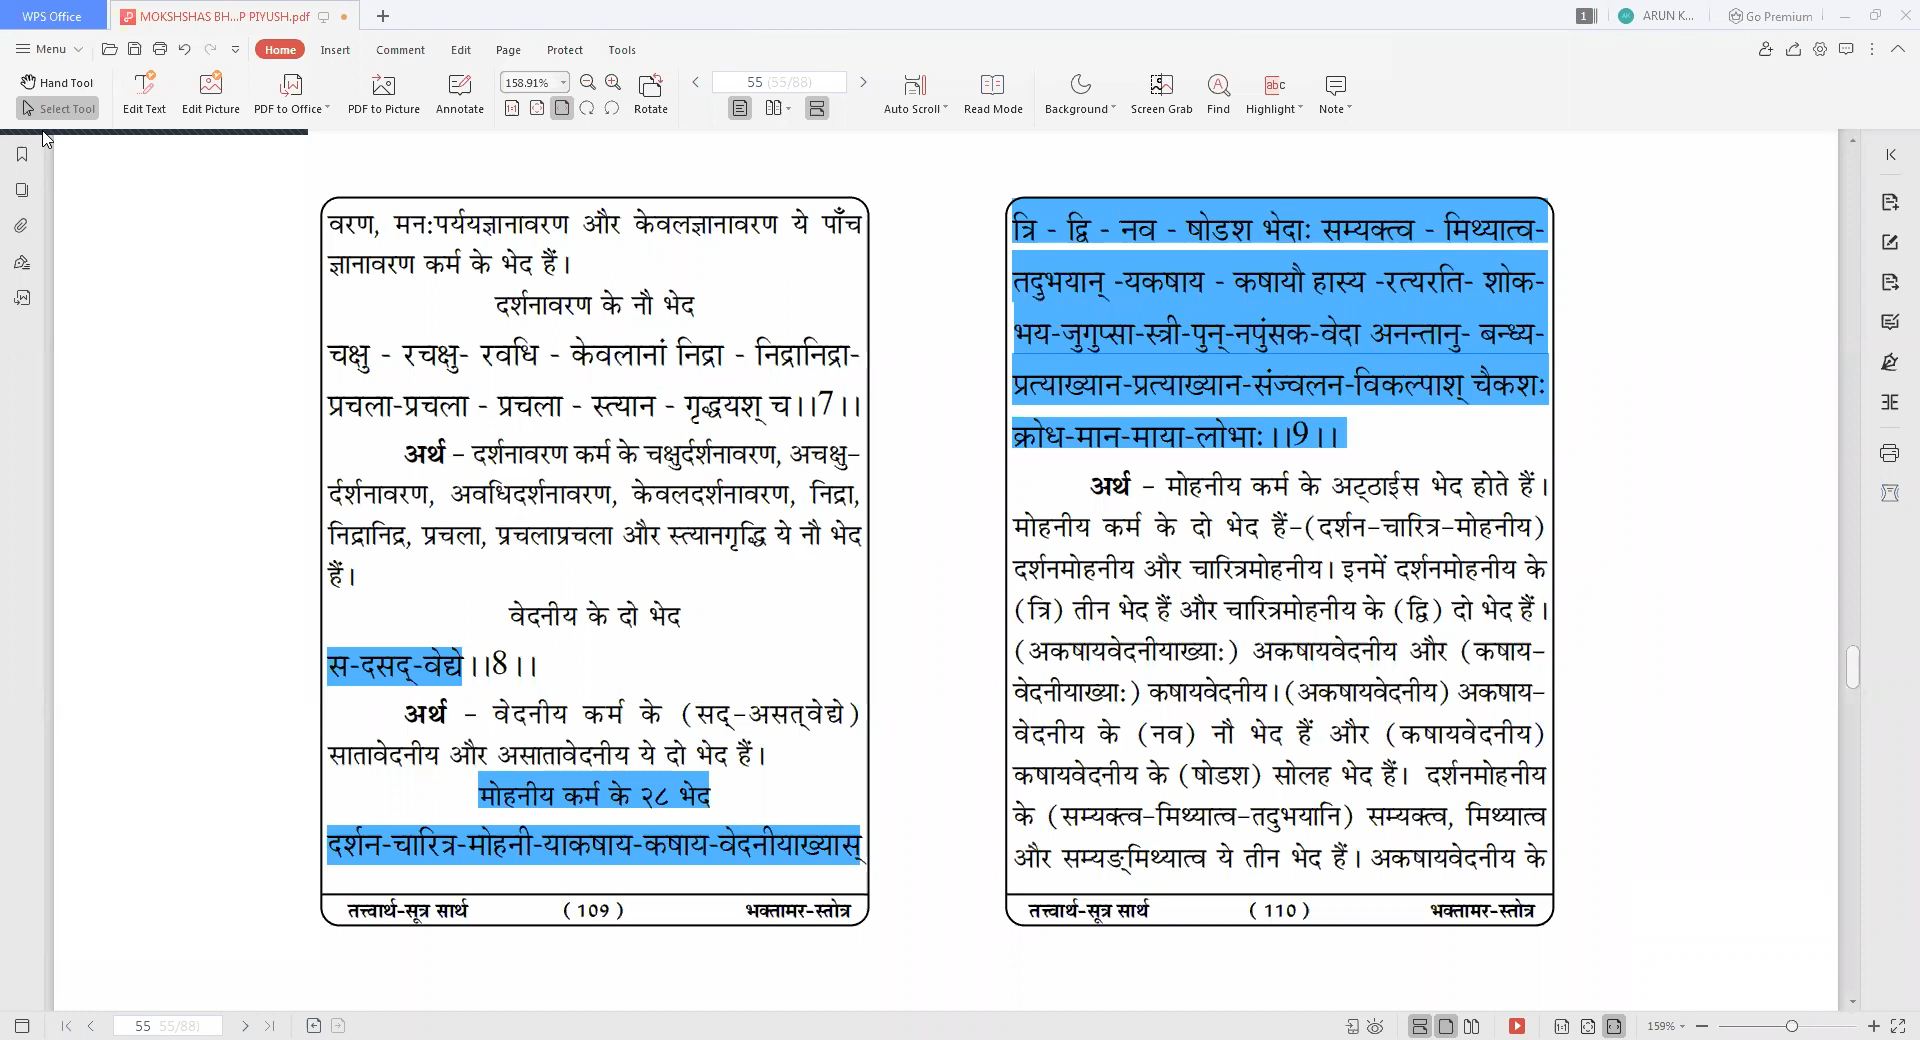 WPS Office
MOKSHSHAS BH...P PIYUSH.pdf
1
ARUN K...
Go Premium
Menu
Home
Insert
Comment
Edit
Page
Protect
Tools
Hand Tool
Select Tool
Edit Text
Edit Picture
PDF to Office
PDF to Picture
Annotate
158.91%
Rotate
55 (55/88)
Auto Scroll
Read Mode
Background
Screen Grab
Find
Highlight
Note
वरण, मन:पर्ययज्ञानावरण और केवलज्ञानावरण ये पाँच
ज्ञानावरण कर्म के भेद हैं।
दर्शनावरण के नौ भेद
चक्षु - रचक्षु- रवधि - केवलानां निद्रा - निद्रानिद्रा-
प्रचला-प्रचला - प्रचला - स्त्यान - गृद्धयश् च।।7।।
अर्थ – दर्शनावरण कर्म के चक्षुर्दर्शनावरण, अचक्षु–
र्दर्शनावरण, अवधिदर्शनावरण, केवलदर्शनावरण, निद्रा,
निद्रानिद्र, प्रचला, प्रचलाप्रचला और स्त्यानगृद्धि ये नौ भेद
हैं।
वेदनीय के दो भेद
स-दसद्-वेद्ये।।8।।
अर्थ – वेदनीय कर्म के (सद्–असत्वेद्ये)
सातावेदनीय और असातावेदनीय ये दो भेद हैं।
मोहनीय कर्म के २८ भेद
दर्शन-चारित्र-मोहनी-याकषाय-कषाय-वेदनीयाख्यास्
तत्त्वार्थ-सूत्र सार्थ ( 109 ) भक्तामर-स्तोत्र
त्रि - द्वि - नव - षोडश भेदाः सम्यक्त्व - मिथ्यात्व-
तदुभयान् -यकषाय - कषायौ हास्य -रत्यरति- शोक-
भय-जुगुप्सा-स्त्री-पुन्-नपुंसक-वेदा अनन्तानु- बन्ध्य-
प्रत्याख्यान-प्रत्याख्यान-संज्वलन-विकल्पाश् चैकशः
क्रोध-मान-माया-लोभाः।।9।।
अर्थ – मोहनीय कर्म के अट्ठाईस भेद होते हैं।
मोहनीय कर्म के दो भेद हैं–(दर्शन–चारित्र–मोहनीय)
दर्शनमोहनीय और चारित्रमोहनीय। इनमें दर्शनमोहनीय के
(त्रि) तीन भेद हैं और चारित्रमोहनीय के (द्वि) दो भेद हैं।
(अकषायवेदनीयाख्या:) अकषायवेदनीय और (कषाय–
वेदनीयाख्या:) कषायवेदनीय। (अकषायवेदनीय) अकषाय–
वेदनीय के (नव) नौ भेद हैं और (कषायवेदनीय)
कषायवेदनीय के (षोडश) सोलह भेद हैं। दर्शनमोहनीय
के (सम्यक्त्व–मिथ्यात्व–तदुभयानि) सम्यक्त्व, मिथ्यात्व
और सम्यङ्मिथ्यात्व ये तीन भेद हैं। अकषायवेदनीय के
तत्त्वार्थ-सूत्र सार्थ ( 110 ) भक्तामर-स्तोत्र
55 55/88)
159%